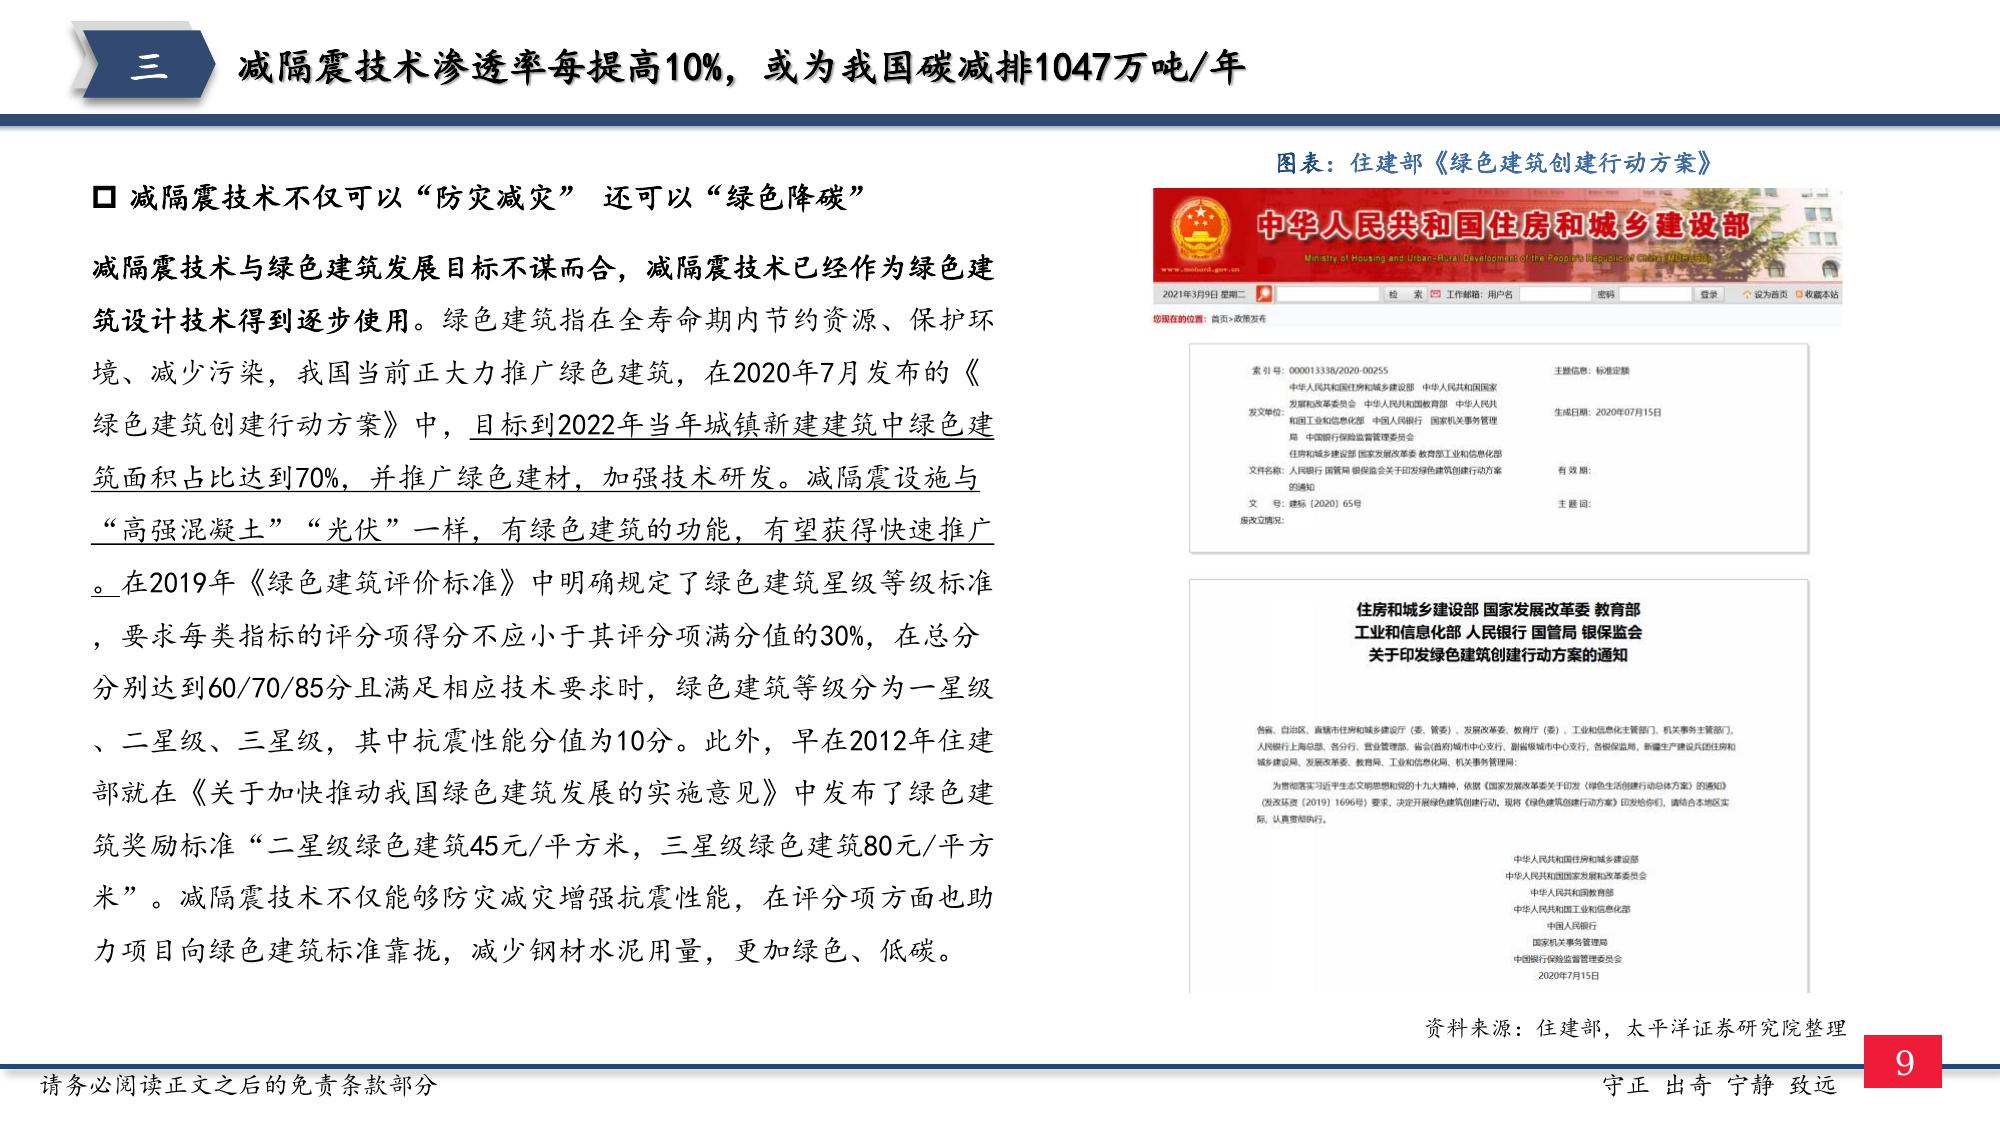 三
减隔震技术渗透率每提高10%，或为我国碳减排1047万吨/年
减隔震技术不仅可以“防灾减灾” 还可以“绿色降碳”
减隔震技术与绿色建筑发展目标不谋而合，减隔震技术已经作为绿色建
筑设计技术得到逐步使用。绿色建筑指在全寿命期内节约资源、保护环
境、减少污染，我国当前正大力推广绿色建筑，在2020年7月发布的《
绿色建筑创建行动方案》中，目标到2022年当年城镇新建建筑中绿色建
筑面积占比达到70%，并推广绿色建材，加强技术研发。减隔震设施与
“高强混凝土”“光伏”一样，有绿色建筑的功能，有望获得快速推广
。在2019年《绿色建筑评价标准》中明确规定了绿色建筑星级等级标准
，要求每类指标的评分项得分不应小于其评分项满分值的30%，在总分
分别达到60/70/85分且满足相应技术要求时，绿色建筑等级分为一星级
、二星级、三星级，其中抗震性能分值为10分。此外，早在2012年住建
部就在《关于加快推动我国绿色建筑发展的实施意见》中发布了绿色建
筑奖励标准“二星级绿色建筑45元/平方米，三星级绿色建筑80元/平方
米”。减隔震技术不仅能够防灾减灾增强抗震性能，在评分项方面也助
力项目向绿色建筑标准靠拢，减少钢材水泥用量，更加绿色、低碳。
图表：住建部《绿色建筑创建行动方案》
中华人民共和国住房和城乡建设部
Ministry of Housing and Urban-Rural Development of the People's Republic of China (MOHURD)
www.mohurd.gov.cn
2021年3月9日 星期二 检 索 工作邮箱：用户名 密码 登录 设为首页 收藏本站
您现在的位置：首页>政策发布
索 引 号：000013338/2020-00255 主题信息：标准定额
发文单位：中华人民共和国住房和城乡建设部 中华人民共和国国家
发展和改革委员会 中华人民共和国教育部 中华人民共
和国工业和信息化部 中国人民银行 国家机关事务管理
局 中国银行保险监督管理委员会
生成日期：2020年07月15日
文件名称：住房和城乡建设部 国家发展改革委 教育部工业和信息化部
人民银行 国管局 银保监会关于印发绿色建筑创建行动方案
的通知
有 效 期：
文 号：建标〔2020〕65号 主 题 词：
废改立情况：
住房和城乡建设部 国家发展改革委 教育部
工业和信息化部 人民银行 国管局 银保监会
关于印发绿色建筑创建行动方案的通知
各省、自治区、直辖市住房和城乡建设厅（委、管委）、发展改革委、教育厅（委）、工业和信息化主管部门、机关事务主管部门，
人民银行上海总部、各分行、营业管理部、省会(首府)城市中心支行、副省级城市中心支行，各银保监局，新疆生产建设兵团住房和
城乡建设局、发展改革委、教育局、工业和信息化局、机关事务管理局：
为贯彻落实习近平生态文明思想和党的十九大精神，依据《国家发展改革委关于印发〈绿色生活创建行动总体方案〉的通知》
（发改环资〔2019〕1696号）要求，决定开展绿色建筑创建行动。现将《绿色建筑创建行动方案》印发给你们，请结合本地区实
际，认真贯彻执行。
中华人民共和国住房和城乡建设部
中华人民共和国国家发展和改革委员会
中华人民共和国教育部
中华人民共和国工业和信息化部
中国人民银行
国家机关事务管理局
中国银行保险监督管理委员会
2020年7月15日
资料来源：住建部，太平洋证券研究院整理
请务必阅读正文之后的免责条款部分
守正 出奇 宁静 致远
9